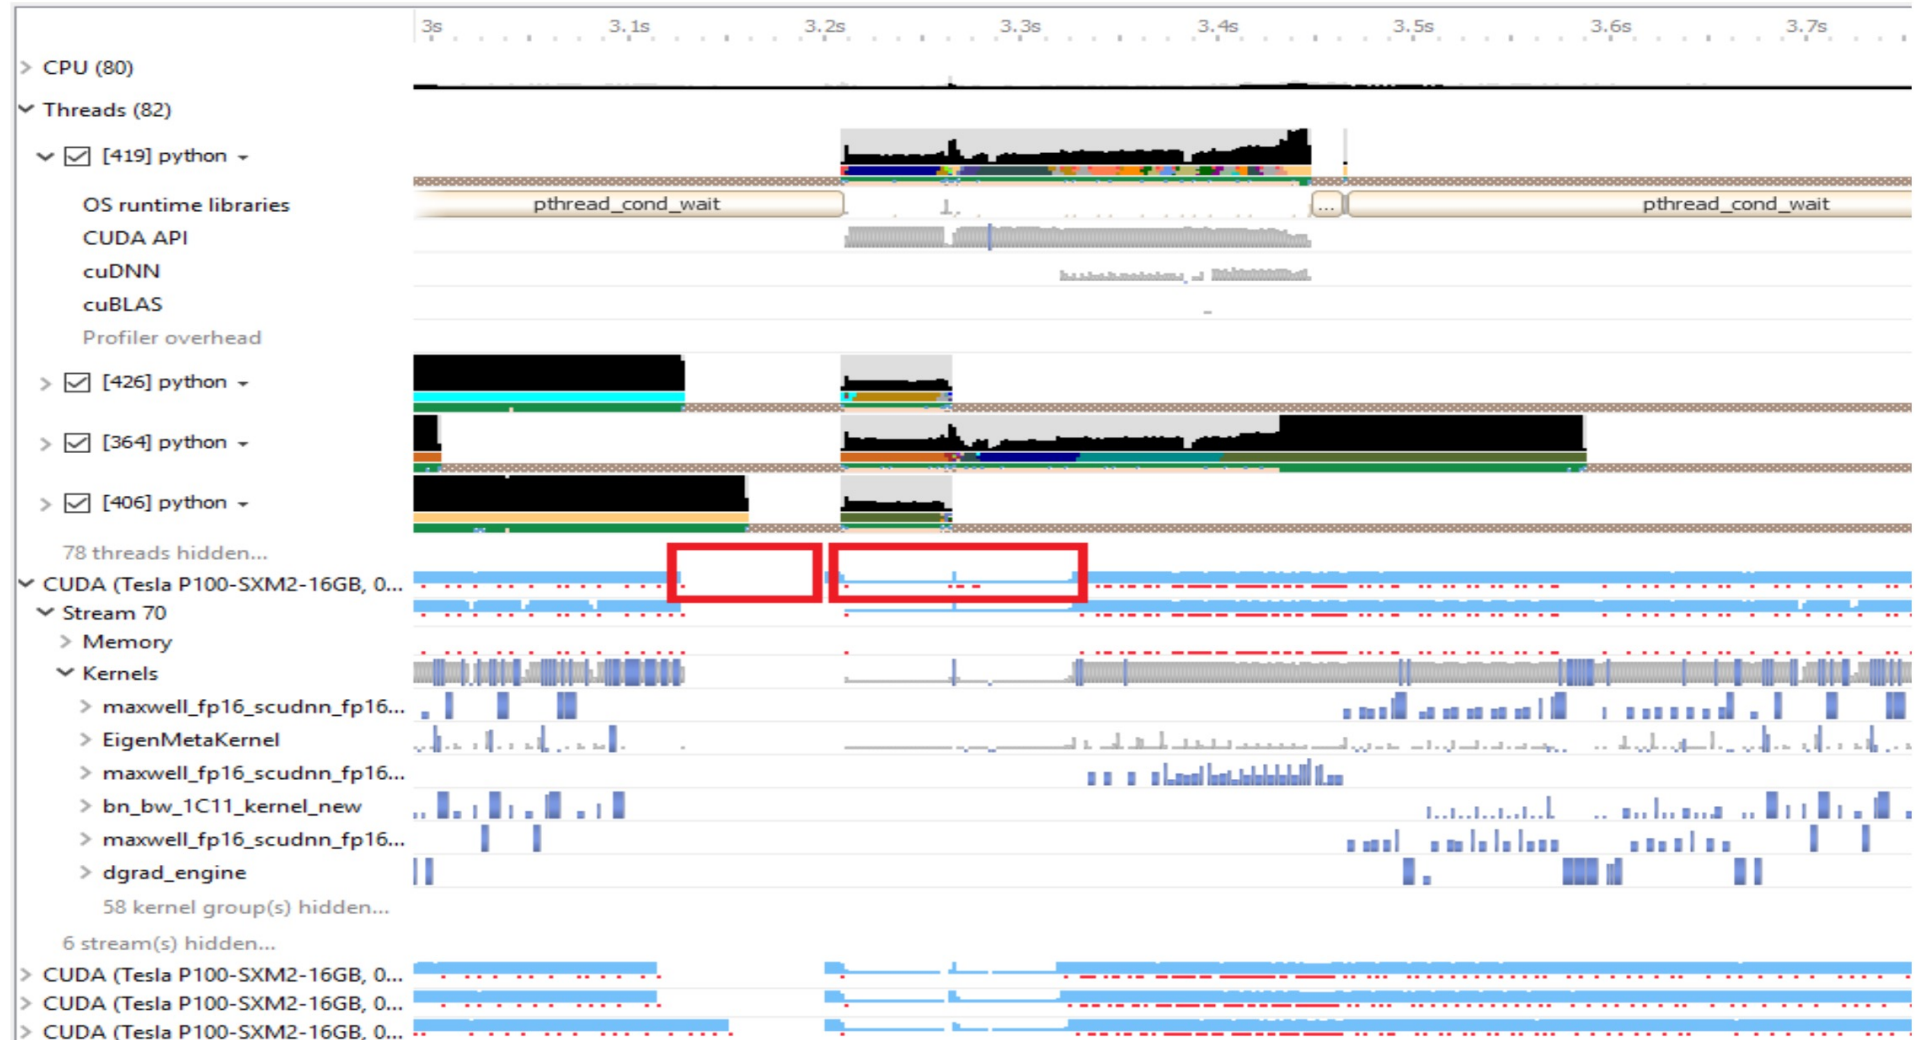 3s 3.1s 3.2s 3.3s 3.4s 3.5s 3.6s 3.7s
CPU (80)
Threads (82)
[419] python
OS runtime libraries pthread_cond_wait ... pthread_cond_wait
CUDA API
cuDNN
cuBLAS
Profiler overhead
[426] python
[364] python
[406] python
78 threads hidden...
CUDA (Tesla P100-SXM2-16GB, 0...
Stream 70
Memory
Kernels
maxwell_fp16_scudnn_fp16...
EigenMetaKernel
maxwell_fp16_scudnn_fp16...
bn_bw_1C11_kernel_new
maxwell_fp16_scudnn_fp16...
dgrad_engine
58 kernel group(s) hidden...
6 stream(s) hidden...
CUDA (Tesla P100-SXM2-16GB, 0...
CUDA (Tesla P100-SXM2-16GB, 0...
CUDA (Tesla P100-SXM2-16GB, 0...